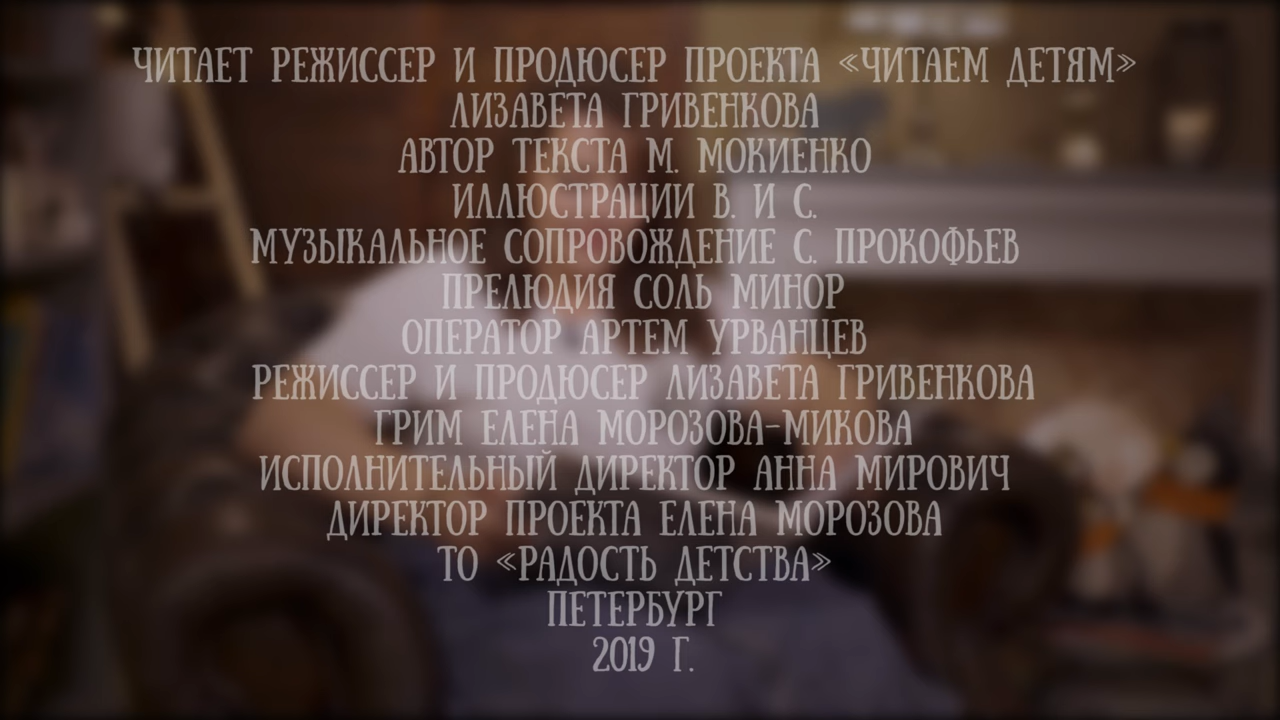 ЧИТАЕТ РЕЖИССЕР И ПРОДЮСЕР ПРОЕКТА «ЧИТАЕМ ДЕТЯМ»
ЛИЗАВЕТА ГРИВЕНКОВА
АВТОР ТЕКСТА М. МОКИЕНКО
ИЛЛЮСТРАЦИИ В. И С.
МУЗЫКАЛЬНОЕ СОПРОВОЖДЕНИЕ С. ПРОКОФЬЕВ
ПРЕЛЮДИЯ СОЛЬ МИНОР
ОПЕРАТОР АРТЕМ УРВАНЦЕВ
РЕЖИССЕР И ПРОДЮСЕР ЛИЗАВЕТА ГРИВЕНКОВА
ГРИМ ЕЛЕНА МОРОЗОВА-МИКОВА
ИСПОЛНИТЕЛЬНЫЙ ДИРЕКТОР АННА МИРОВИЧ
ДИРЕКТОР ПРОЕКТА ЕЛЕНА МОРОЗОВА
ТО «РАДОСТЬ ДЕТСТВА»
ПЕТЕРБУРГ
2019 Г.